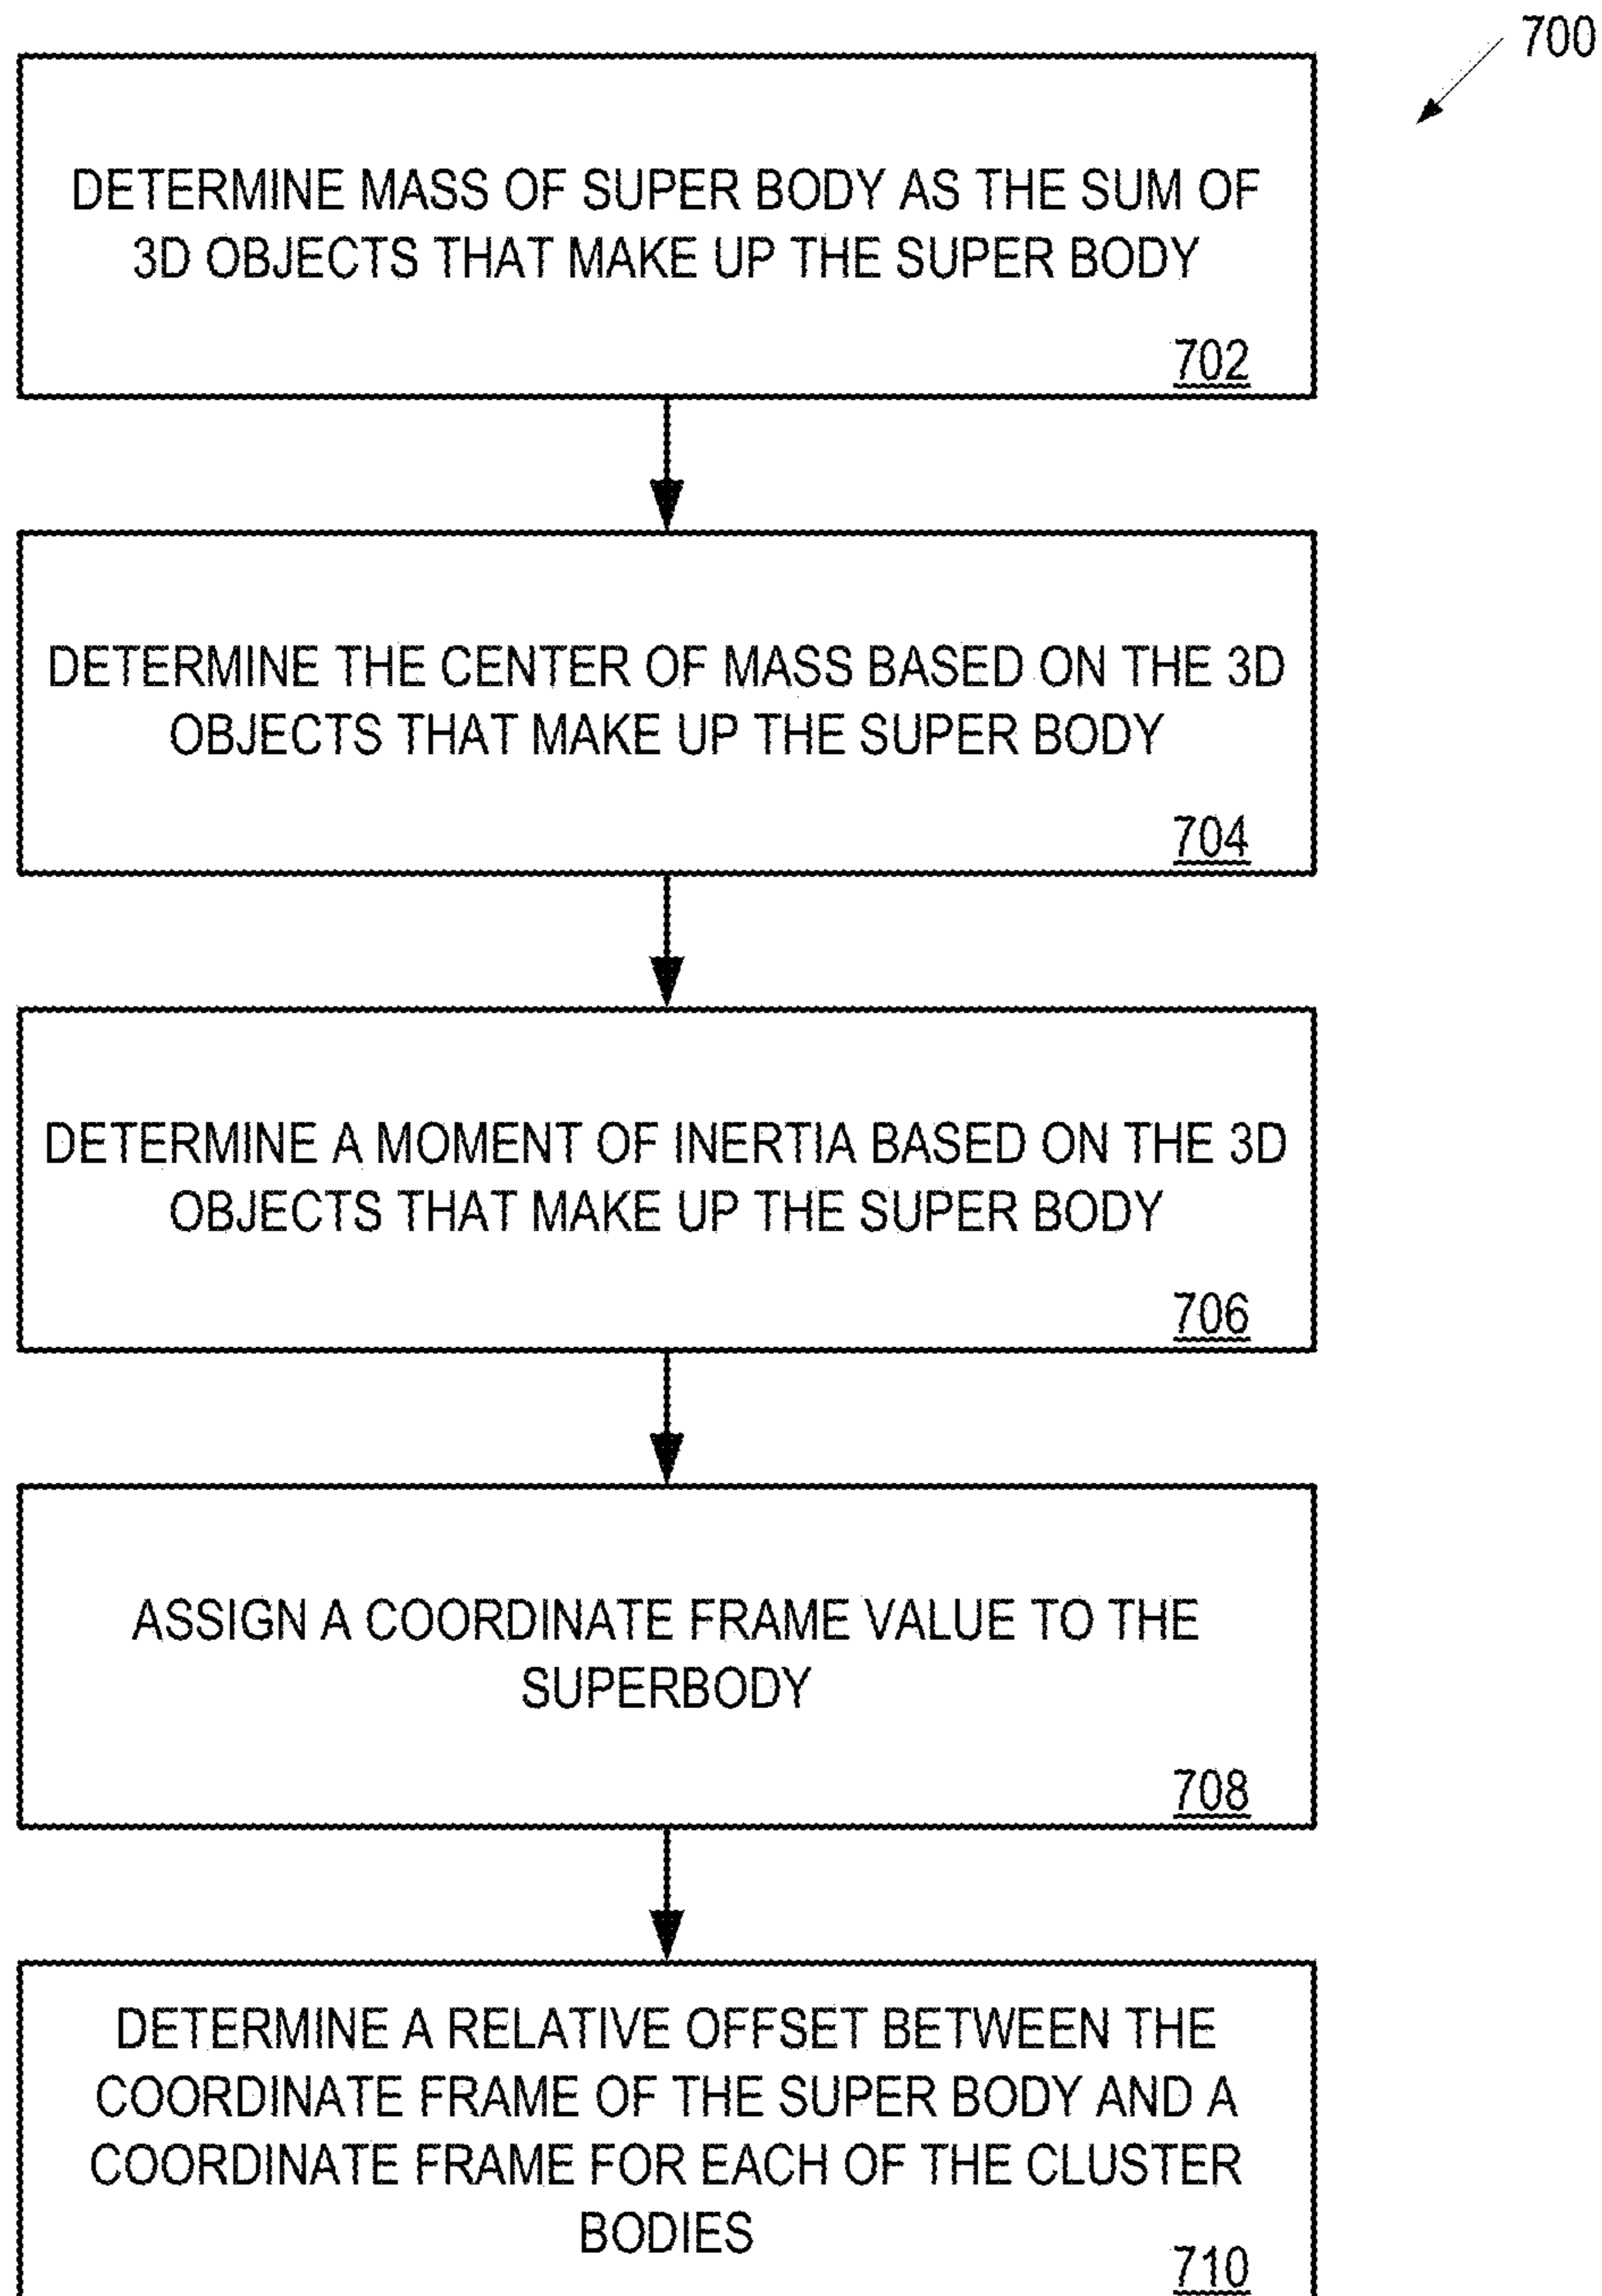 700
DETERMINE MASS OF SUPER BODY AS THE SUM OF
3D OBJECTS THAT MAKE UP THE SUPER BODY
702
DETERMINE THE CENTER OF MASS BASED ON THE 3D
OBJECTS THAT MAKE UP THE SUPER BODY
704
DETERMINE A MOMENT OF INERTIA BASED ON THE 3D
OBJECTS THAT MAKE UP THE SUPER BODY
706
ASSIGN A COORDINATE FRAME VALUE TO THE
SUPERBODY
708
DETERMINE A RELATIVE OFFSET BETWEEN THE
COORDINATE FRAME OF THE SUPER BODY AND A
COORDINATE FRAME FOR EACH OF THE CLUSTER
BODIES
710